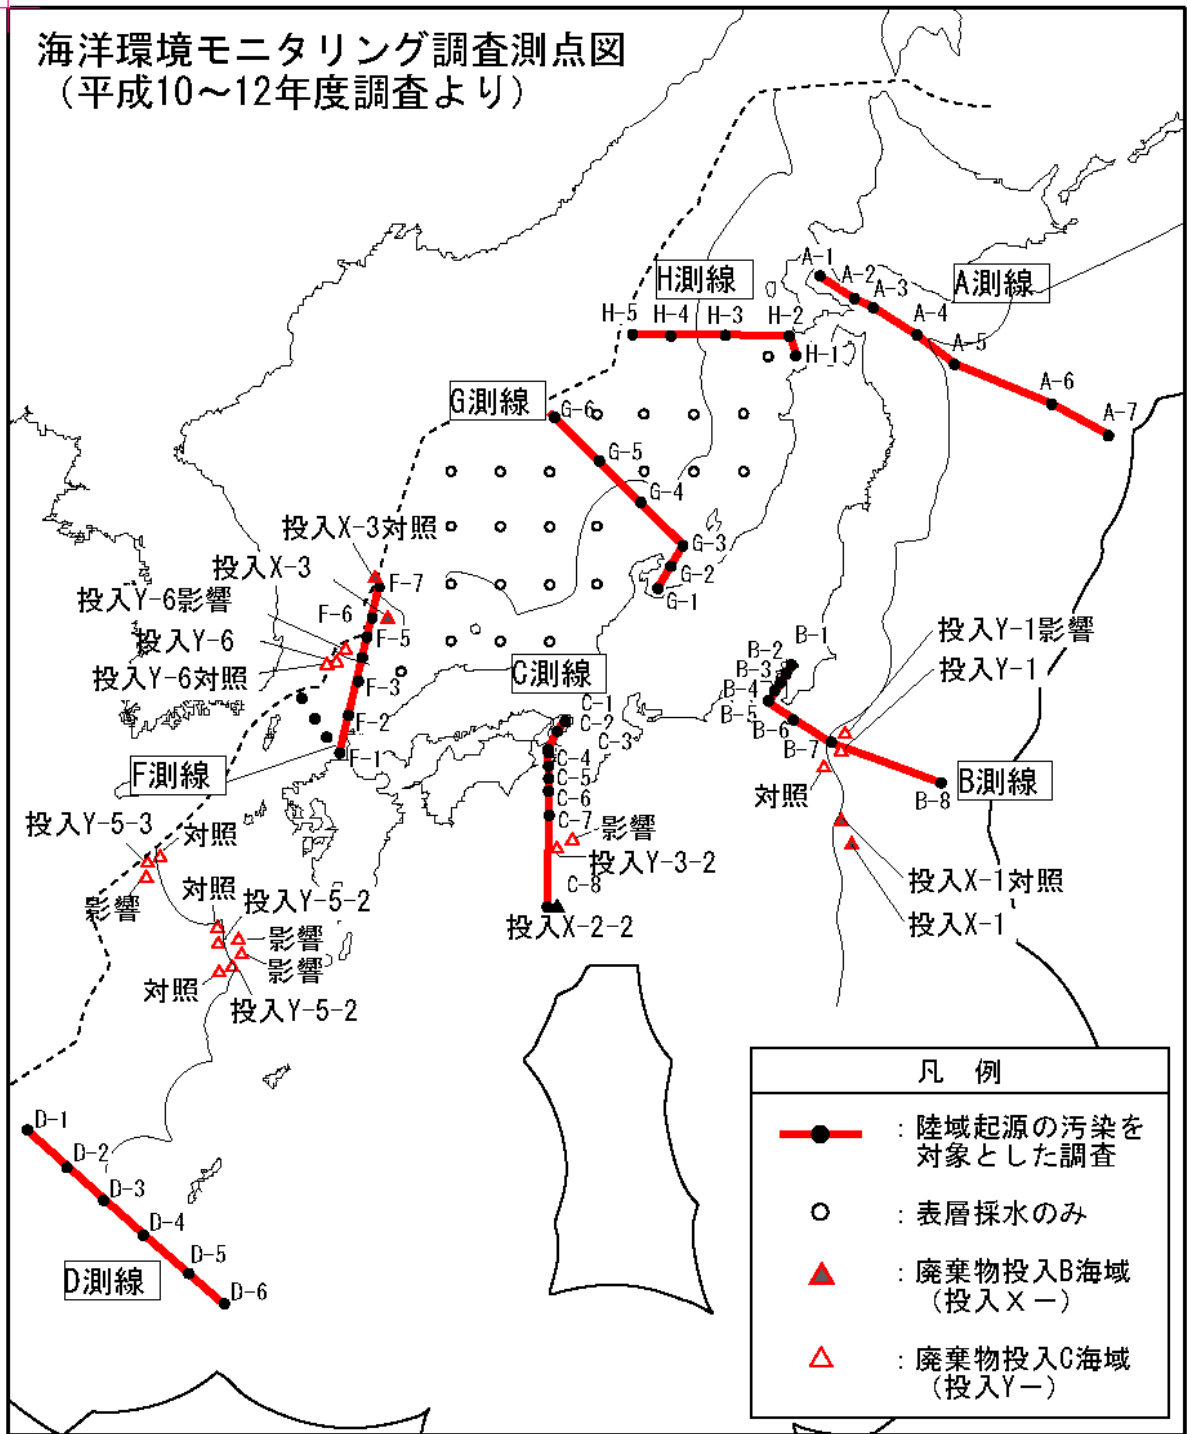 海洋環境モニタリング調査測点図
（平成10～12年度調査より）
H測線
A-1
A-2
A-3
A測線
H-5
H-4
H-3
H-2
H-1
A-4
A-5
A-6
A-7
G測線
G-6
G-5
G-4
G-3
G-2
G-1
投入X-3対照
投入X-3
F-7
投入Y-6影響
F-6
F-5
投入Y-6
投入Y-6対照
F-3
F-2
F-1
F測線
C測線
C-1
C-2
C-3
C-4
C-5
C-6
C-7
影響
投入Y-3-2
C-8
投入X-2-2
B-1
B-2
B-3
B-4
B-5
B-6
B-7
B-8
B測線
投入Y-1影響
投入Y-1
対照
投入X-1対照
投入X-1
投入Y-5-3
対照
影響
対照
投入Y-5-2
影響
影響
対照
投入Y-5-2
D-1
D-2
D-3
D-4
D-5
D-6
D測線
凡 例
：陸域起源の汚染を
対象とした調査
：表層採水のみ
：廃棄物投入B海域
（投入X－）
：廃棄物投入C海域
（投入Y－）